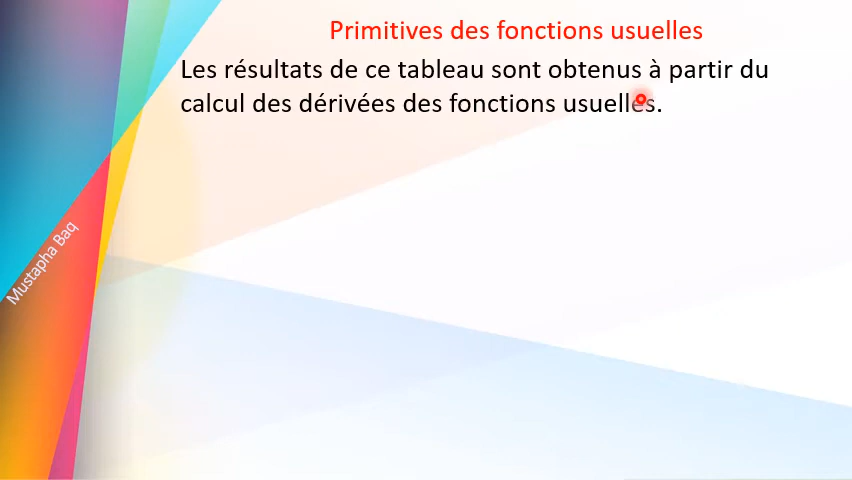 Primitives des fonctions usuelles
Les résultats de ce tableau sont obtenus à partir du
calcul des dérivées des fonctions usuelles.
Mustapha Baq